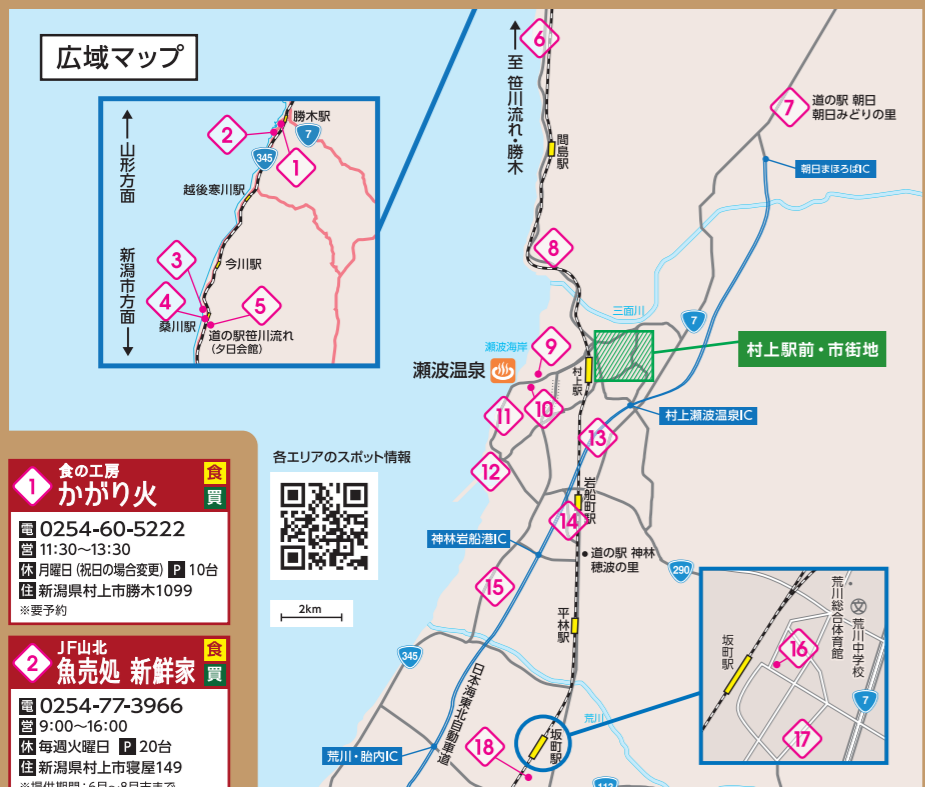 広域マップ
↑
至 笹川流れ・勝木
6
7
道の駅 朝日
朝日みどりの里
朝日まほろばIC
間島駅
←山形方面
新潟市方面→
勝木駅
2
7
1
345
越後寒川駅
今川駅
3
4
5
桑川駅
道の駅笹川流れ
(夕日会館)
8
三面川
7
瀬波海岸
9
瀬波温泉
村上駅
村上駅前・市街地
10
11
村上瀬波温泉IC
13
12
岩船町駅
14
神林岩船港IC
道の駅 神林
穂波の里
290
15
平林駅
345
日本海東北自動車道
荒川
荒川・胎内IC
18
坂町駅
113
坂町駅
荒川総合体育館
文
荒川中学校
16
7
17
各エリアのスポット情報
2km
1
食の工房
かがり火
食
買
電 0254-60-5222
営 11:30〜13:30
休 月曜日(祝日の場合変更) P 10台
住 新潟県村上市勝木1099
※要予約
2
JF山北
魚売処 新鮮家
食
買
電 0254-77-3966
営 9:00〜16:00
休 毎週火曜日 P 20台
住 新潟県村上市寝屋149
※提供期間:6月〜8月末まで